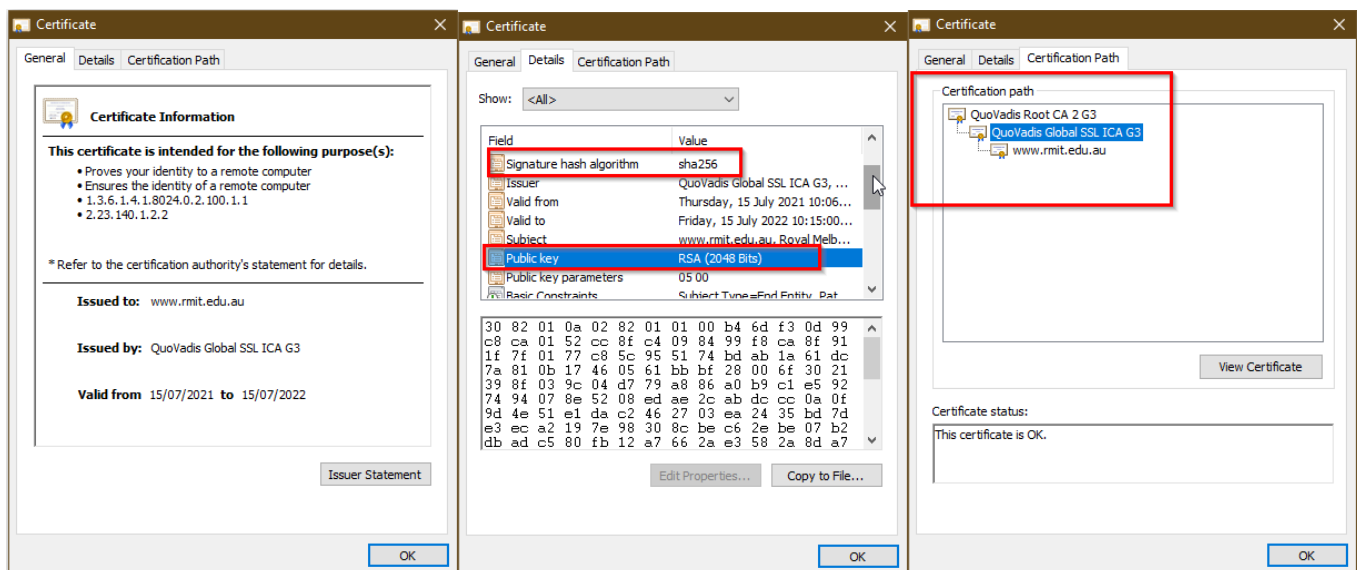 Certificate
General Details Certification Path
Certificate Information
This certificate is intended for the following purpose(s):
• Proves your identity to a remote computer
• Ensures the identity of a remote computer
• 1.3.6.1.4.1.8024.0.2.100.1.1
• 2.23.140.1.2.2
* Refer to the certification authority's statement for details.
Issued to: www.rmit.edu.au
Issued by: QuoVadis Global SSL ICA G3
Valid from 15/07/2021 to 15/07/2022
Issuer Statement
OK
Certificate
General Details Certification Path
Show: <All>
Field Value
Signature hash algorithm sha256
Issuer QuoVadis Global SSL ICA G3, ...
Valid from Thursday, 15 July 2021 10:06...
Valid to Friday, 15 July 2022 10:15:00...
Subject www.rmit.edu.au, Royal Melb...
Public key RSA (2048 Bits)
Public key parameters 05 00
Basic Constraints Subject Type=End Entity, Pat
30 82 01 0a 02 82 01 01 00 b4 6d f3 0d 99
c8 ca 01 52 cc 8f c4 09 84 99 f8 ca 8f 91
1f 7f 01 77 c8 5c 95 51 74 bd ab 1a 61 dc
7a 81 0b 17 46 05 61 bb bf 28 00 6f 30 21
39 8f 03 9c 04 d7 79 a8 86 a0 b9 c1 e5 92
74 94 07 8e 52 08 ed ae 2c ab dc cc 0a 0f
9d 4e 51 e1 da c2 46 27 03 ea 24 35 bd 7d
e3 ec a2 19 7e 98 30 8c be c6 2e be 07 b2
db ad c5 80 fb 12 a7 66 2a e3 58 2a 8d a7
Edit Properties... Copy to File...
OK
Certificate
General Details Certification Path
Certification path
QuoVadis Root CA 2 G3
QuoVadis Global SSL ICA G3
www.rmit.edu.au
View Certificate
Certificate status:
This certificate is OK.
OK